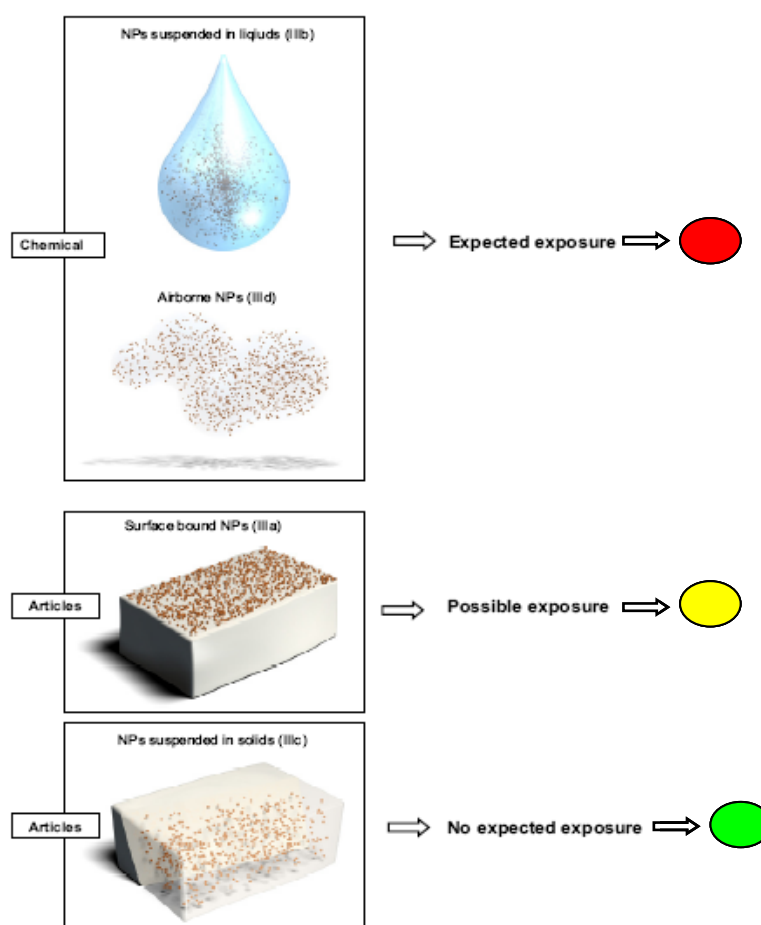 NPs suspended in liqiuds (IIIb)
Chemical
Expected exposure
Airborne NPs (IIId)
Surface bound NPs (IIIa)
Articles
Possible exposure
NPs suspended in solids (IIIc)
Articles
No expected exposure